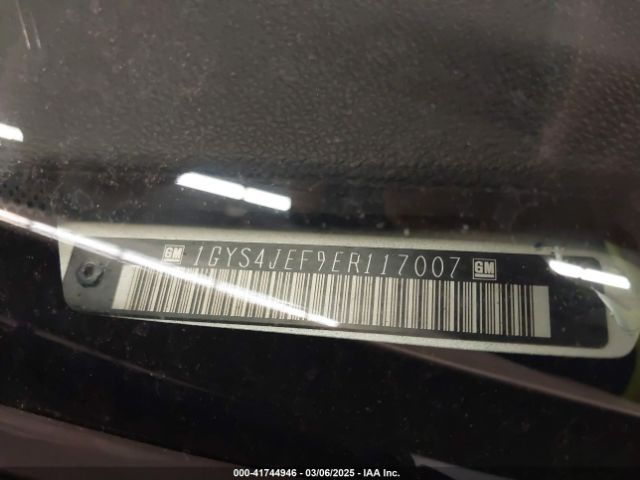 GM 1GYS4JEF9ER117007 GM
000-41744946 - 03/06/2025 - IAA Inc.